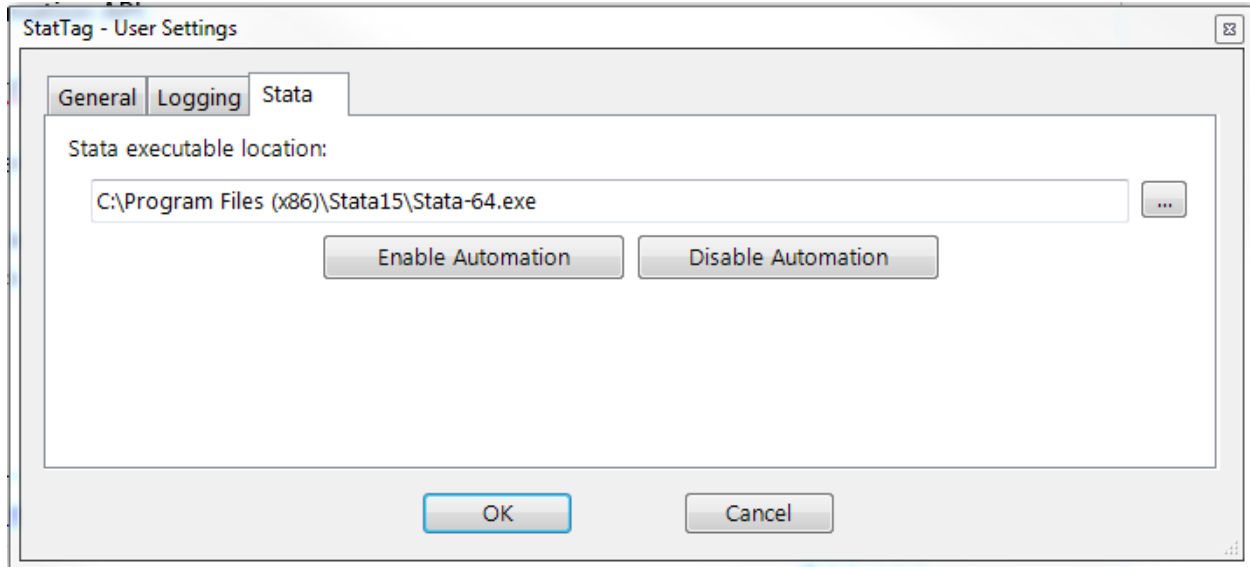 StatTag - User Settings
General Logging Stata
Stata executable location:
C:\Program Files (x86)\Stata15\Stata-64.exe
...
Enable Automation Disable Automation
OK Cancel